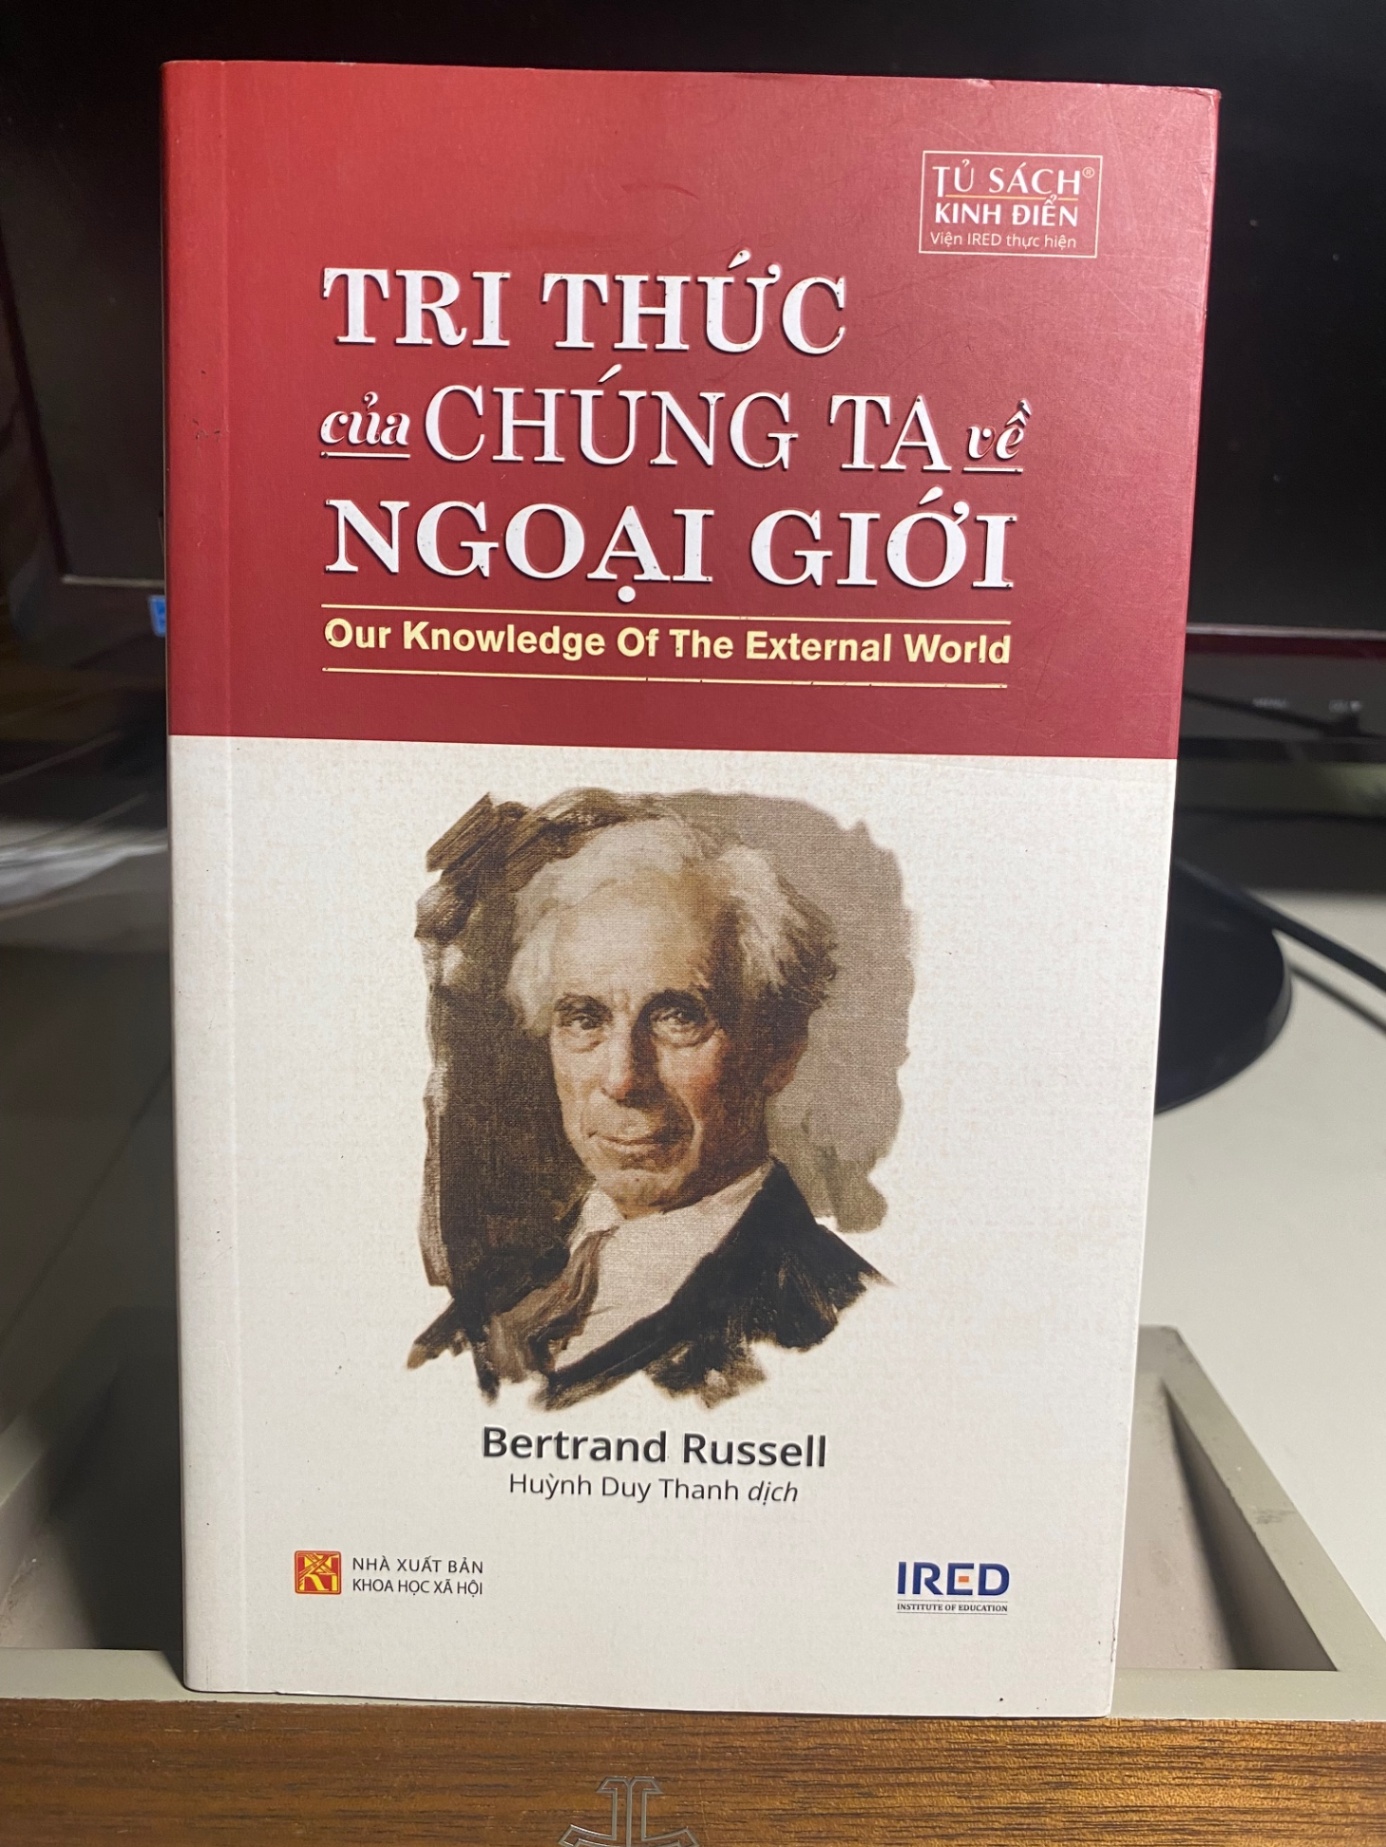 TỦ SÁCH®
KINH ĐIỂN
Viện IRED thực hiện
TRI THỨC
của CHÚNG TA về
NGOẠI GIỚI
Our Knowledge Of The External World
Bertrand Russell
Huỳnh Duy Thanh dịch
NHÀ XUẤT BẢN
KHOA HỌC XÃ HỘI
IRED
INSTITUTE OF EDUCATION